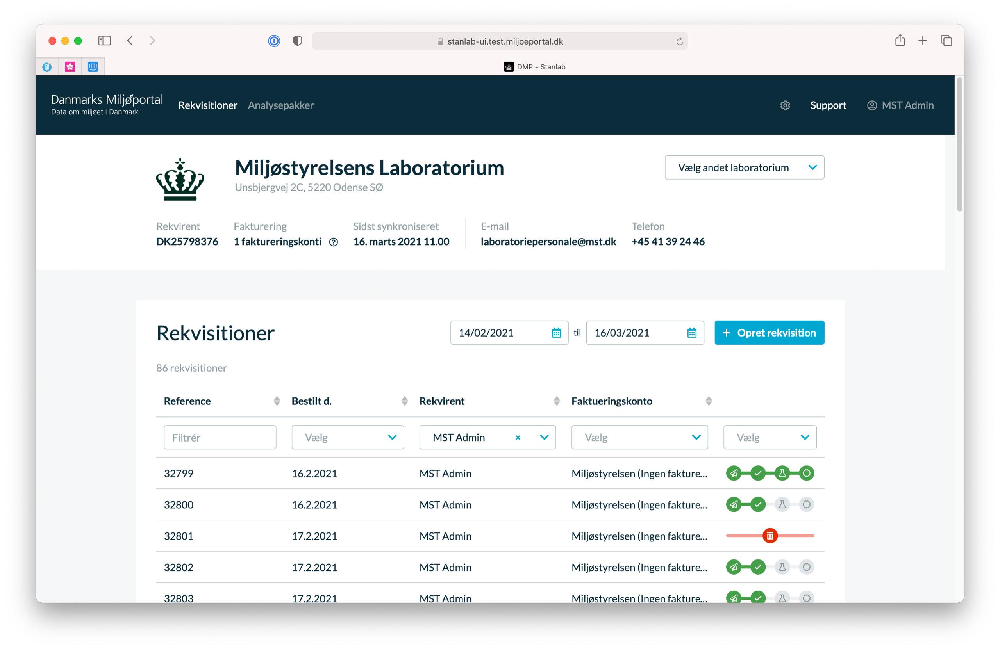 stanlab-ui.test.miljoeportal.dk
DMP - Stanlab
Danmarks Miljøportal
Data om miljøet i Danmark
Rekvisitioner Analysepakker Support MST Admin
Miljøstyrelsens Laboratorium
Unsbjergvej 2C, 5220 Odense SØ
Vælg andet laboratorium
Rekvirent Fakturering Sidst synkroniseret E-mail Telefon
DK25798376 1 faktureringskonti ? 16. marts 2021 11.00 laboratoriepersonale@mst.dk +45 41 39 24 46
Rekvisitioner 14/02/2021 til 16/03/2021 + Opret rekvisition
86 rekvisitioner
Reference Bestilt d. Rekvirent Faktueringskonto
Filtrér Vælg MST Admin × Vælg Vælg
32799 16.2.2021 MST Admin Miljøstyrelsen (Ingen fakture...
32800 16.2.2021 MST Admin Miljøstyrelsen (Ingen fakture...
32801 17.2.2021 MST Admin Miljøstyrelsen (Ingen fakture...
32802 17.2.2021 MST Admin Miljøstyrelsen (Ingen fakture...
32803 17.2.2021 MST Admin Miljøstyrelsen (Ingen fakture...